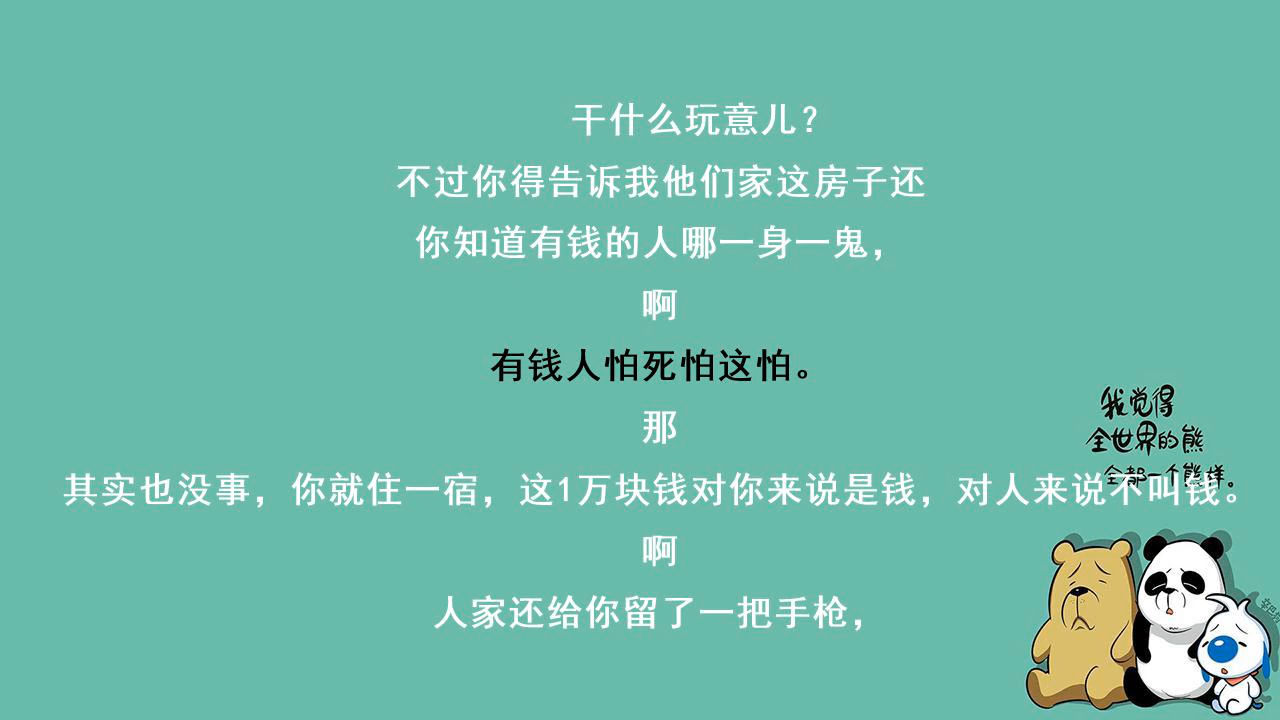 干什么玩意儿？
不过你得告诉我他们家这房子还
你知道有钱的人哪一身一鬼，
啊
有钱人怕死怕这怕。
那
其实也没事，你就住一宿，这1万块钱对你来说是钱，对人来说不叫钱。
啊
人家还给你留了一把手枪，
我觉得
全世界的熊
全都一个熊样。